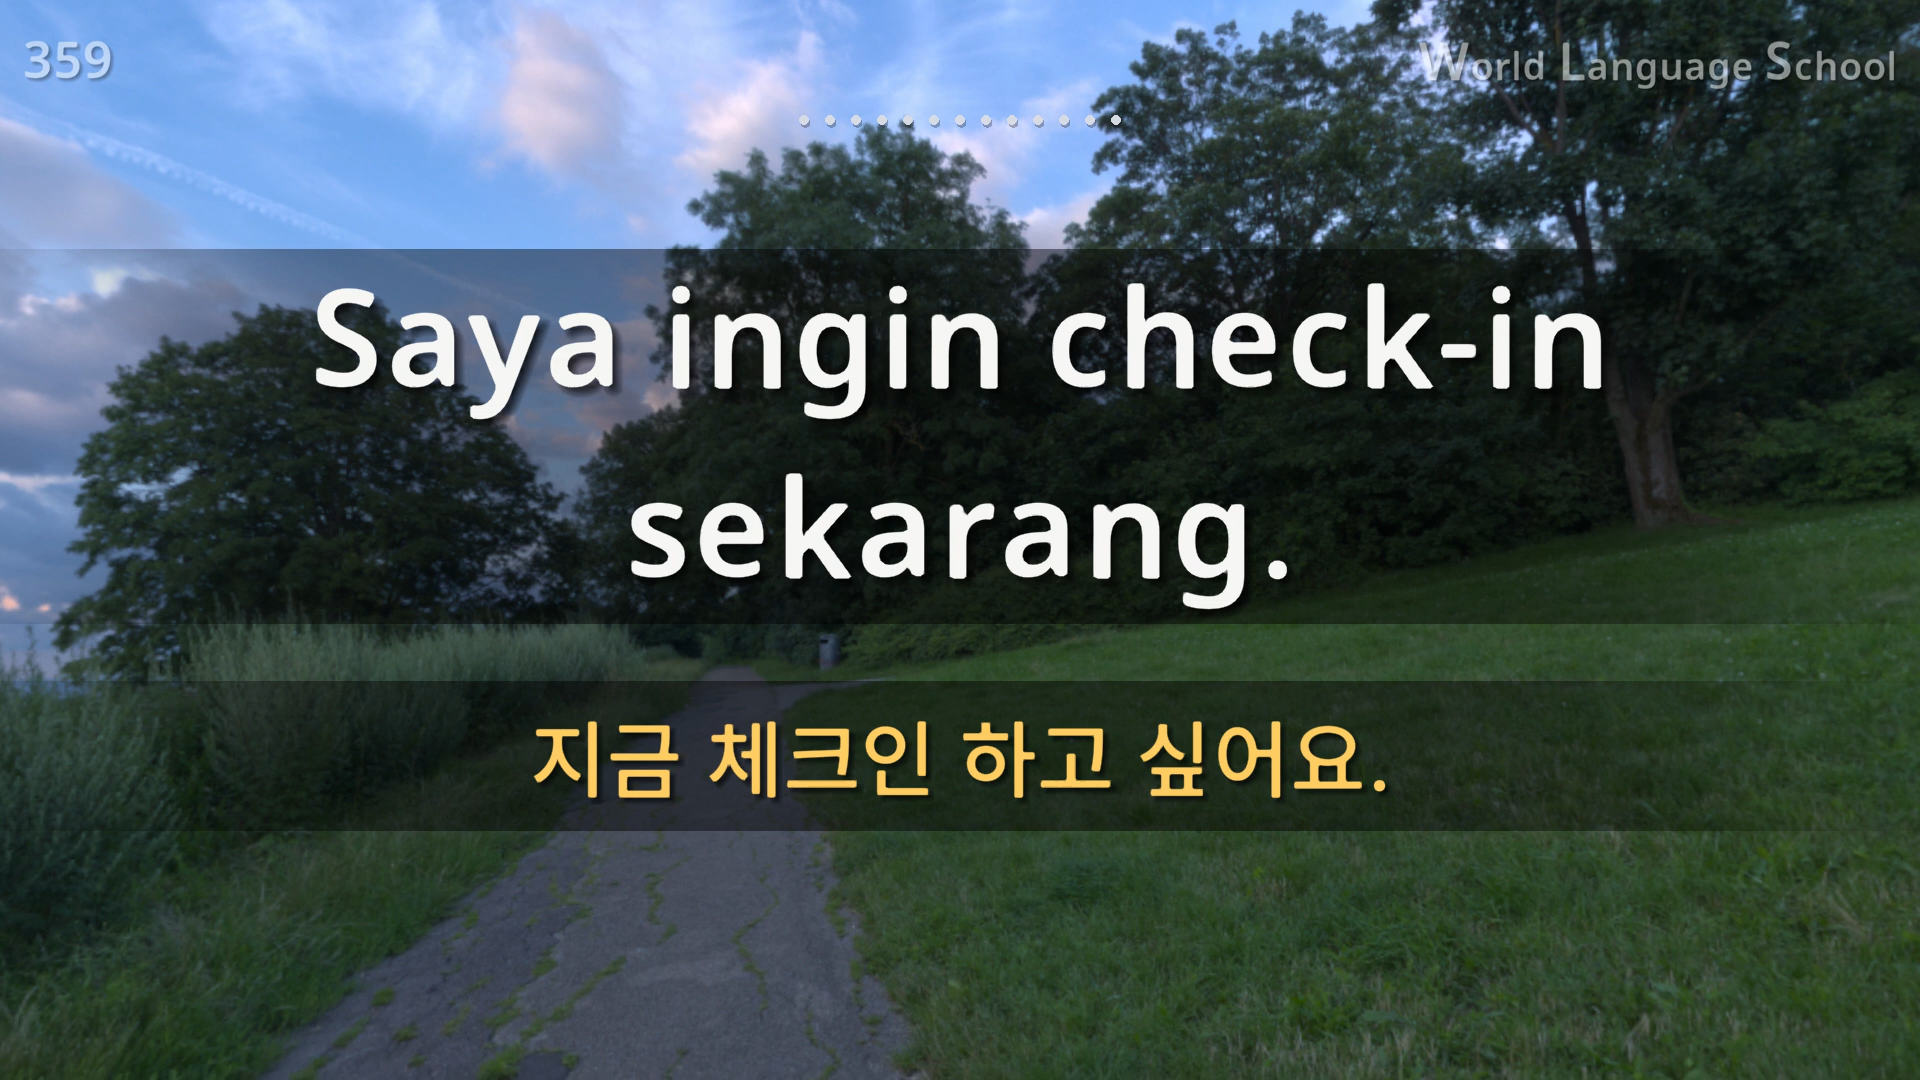 359
World Language School
Saya ingin check-in
sekarang.
지금 체크인 하고 싶어요.